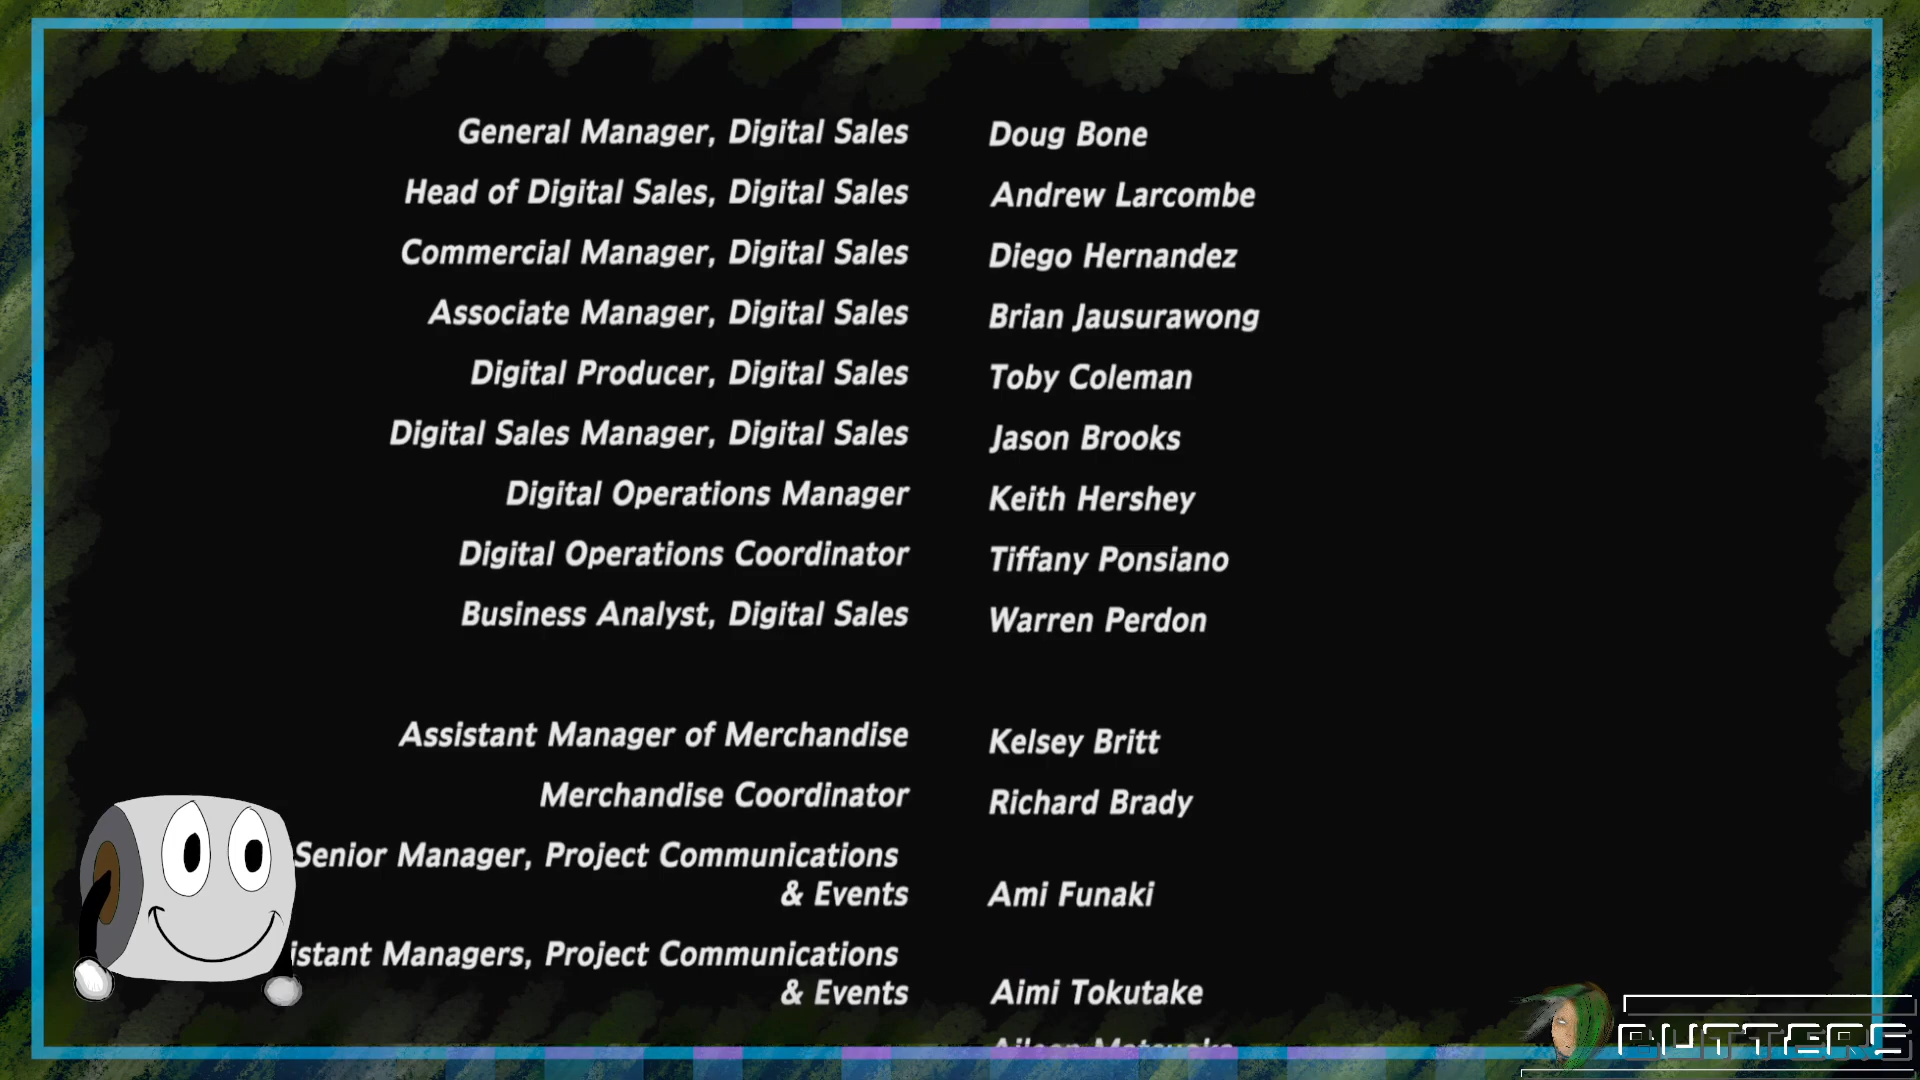 General Manager, Digital Sales Doug Bone
Head of Digital Sales, Digital Sales Andrew Larcombe
Commercial Manager, Digital Sales Diego Hernandez
Associate Manager, Digital Sales Brian Jausurawong
Digital Producer, Digital Sales Toby Coleman
Digital Sales Manager, Digital Sales Jason Brooks
Digital Operations Manager Keith Hershey
Digital Operations Coordinator Tiffany Ponsiano
Business Analyst, Digital Sales Warren Perdon
Assistant Manager of Merchandise Kelsey Britt
Merchandise Coordinator Richard Brady
Senior Manager, Project Communications
& Events Ami Funaki
istant Managers, Project Communications
& Events Aimi Tokutake
BUTTERS